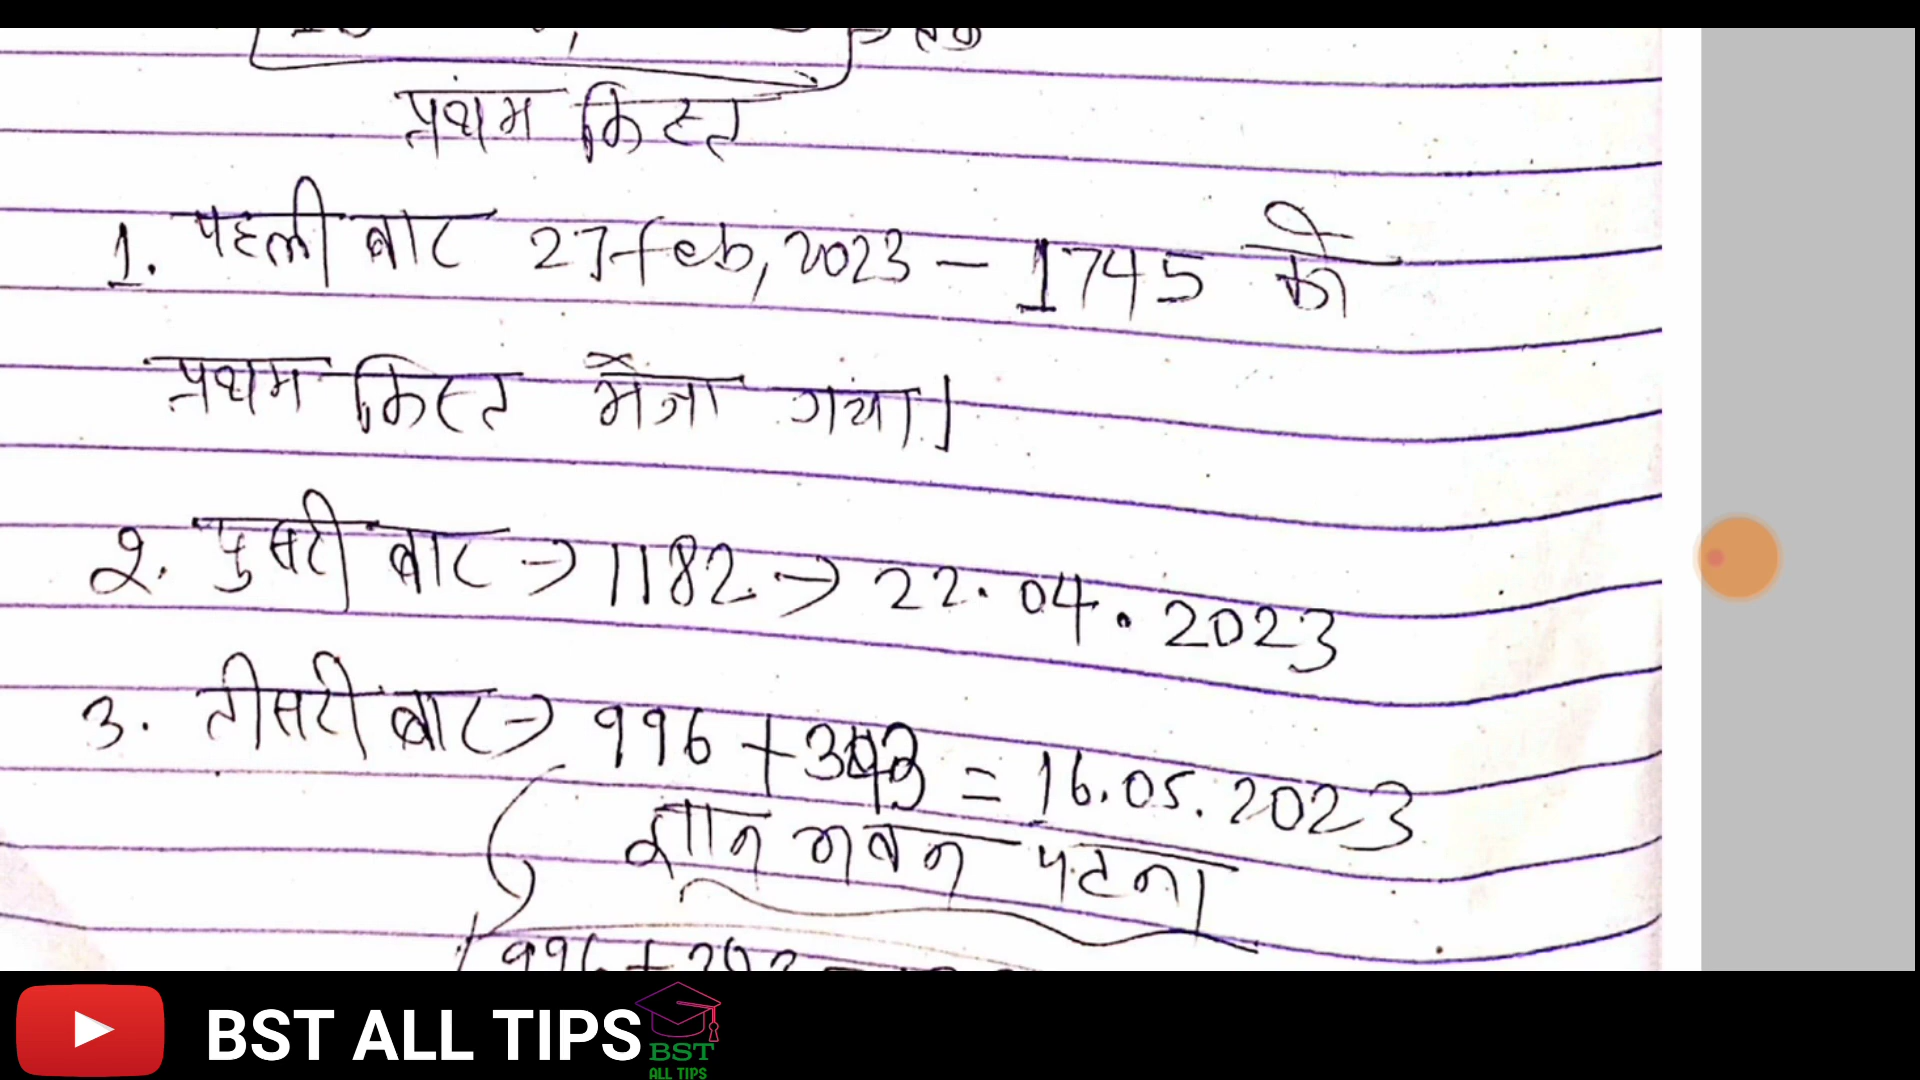 तक
प्रथम किस्त
1. पहली बार 27 Feb, 2023 – 1745 को
प्रथम किस्त भेजा गया।
2. दुसरी बार → 1182 → 22.04.2023
3. तीसरी बार → 996 + 343 = 16.05.2023
ज्ञान भवन पटना
BST ALL TIPS
BST
ALL TIPS